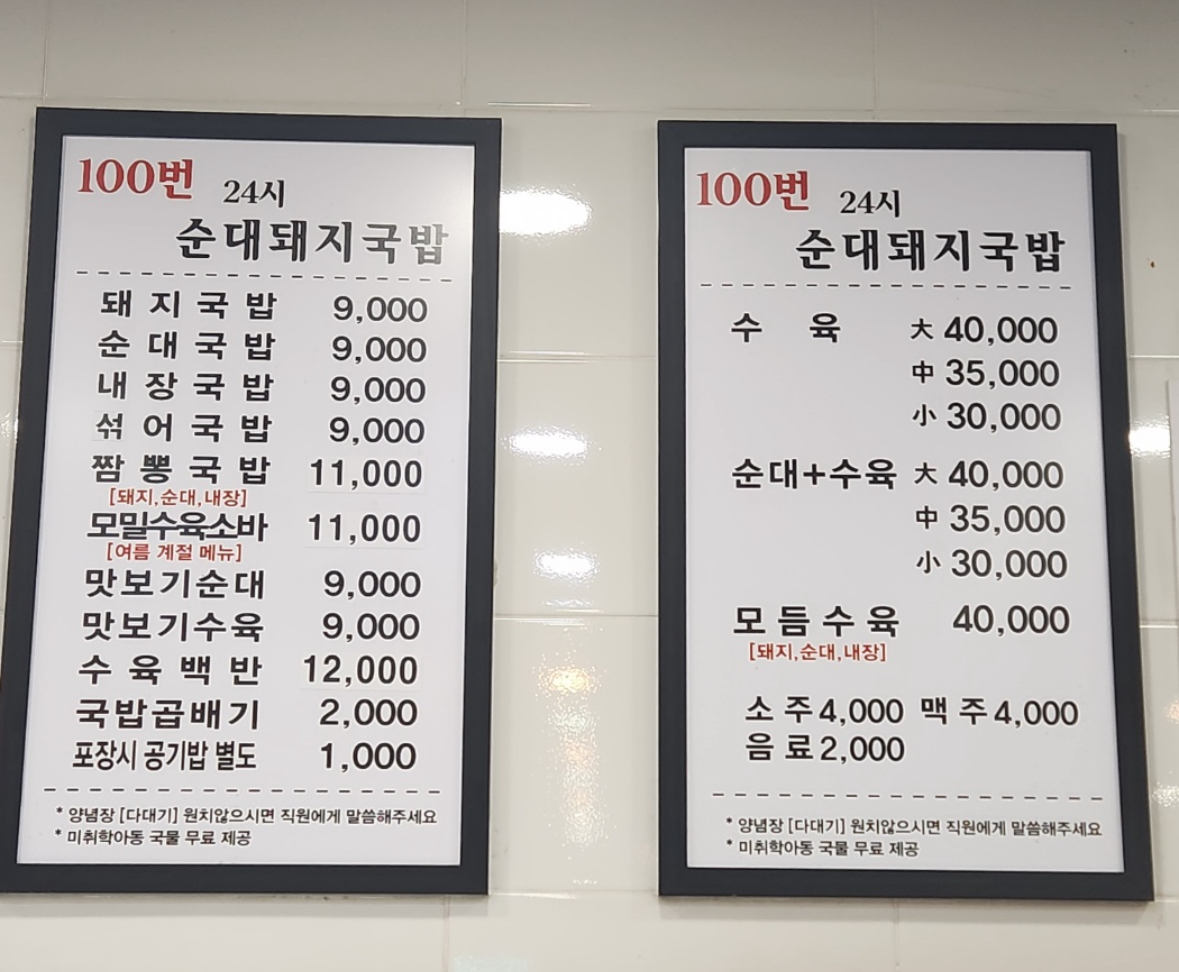 100번 24시
순대돼지국밥
돼지국밥 9,000
순대국밥 9,000
내장국밥 9,000
섞어국밥 9,000
짬뽕국밥 11,000
[돼지,순대,내장]
모밀수육소바 11,000
[여름 계절 메뉴]
맛보기순대 9,000
맛보기수육 9,000
수육백반 12,000
국밥곱배기 2,000
포장시 공기밥 별도 1,000
* 양념장 [다대기] 원치않으시면 직원에게 말씀해주세요
* 미취학아동 국물 무료 제공
100번 24시
순대돼지국밥
수육 大 40,000
中 35,000
小 30,000
순대+수육 大 40,000
中 35,000
小 30,000
모듬수육 40,000
[돼지,순대,내장]
소주 4,000 맥주 4,000
음료 2,000
* 양념장 [다대기] 원치않으시면 직원에게 말씀해주세요
* 미취학아동 국물 무료 제공